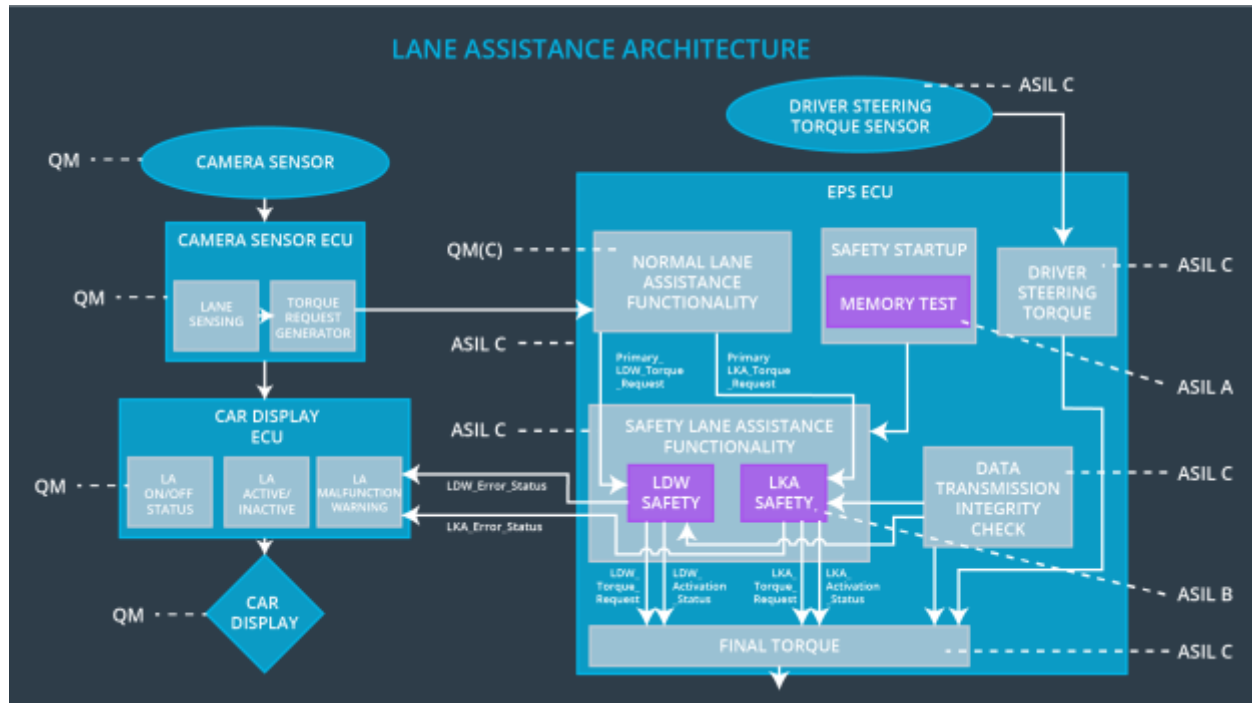 LANE ASSISTANCE ARCHITECTURE
ASIL C
DRIVER STEERING
TORQUE SENSOR
QM
CAMERA SENSOR
EPS ECU
CAMERA SENSOR ECU
QM(C)
NORMAL LANE
ASSISTANCE
FUNCTIONALITY
SAFETY STARTUP
MEMORY TEST
DRIVER
STEERING
TORQUE
ASIL C
QM
LANE
SENSING
TORQUE
REQUEST
GENERATOR
ASIL C
Primary_
LDW_Torque
_Request
Primary
LKA_Torque
_Request
ASIL A
CAR DISPLAY
ECU
ASIL C
SAFETY LANE ASSISTANCE
FUNCTIONALITY
QM
LA
ON/OFF
STATUS
LA
ACTIVE/
INACTIVE
LA
MALFUNCTION
WARNING
LDW_Error_Status
LKA_Error_Status
LDW
SAFETY
LKA
SAFETY
DATA
TRANSMISSION
INTEGRITY
CHECK
ASIL C
LDW_
Torque_
Request
LDW_
Activation
_Status
LKA_
Torque_
Request
LKA_
Activation
_Status
ASIL B
QM
CAR
DISPLAY
FINAL TORQUE
ASIL C